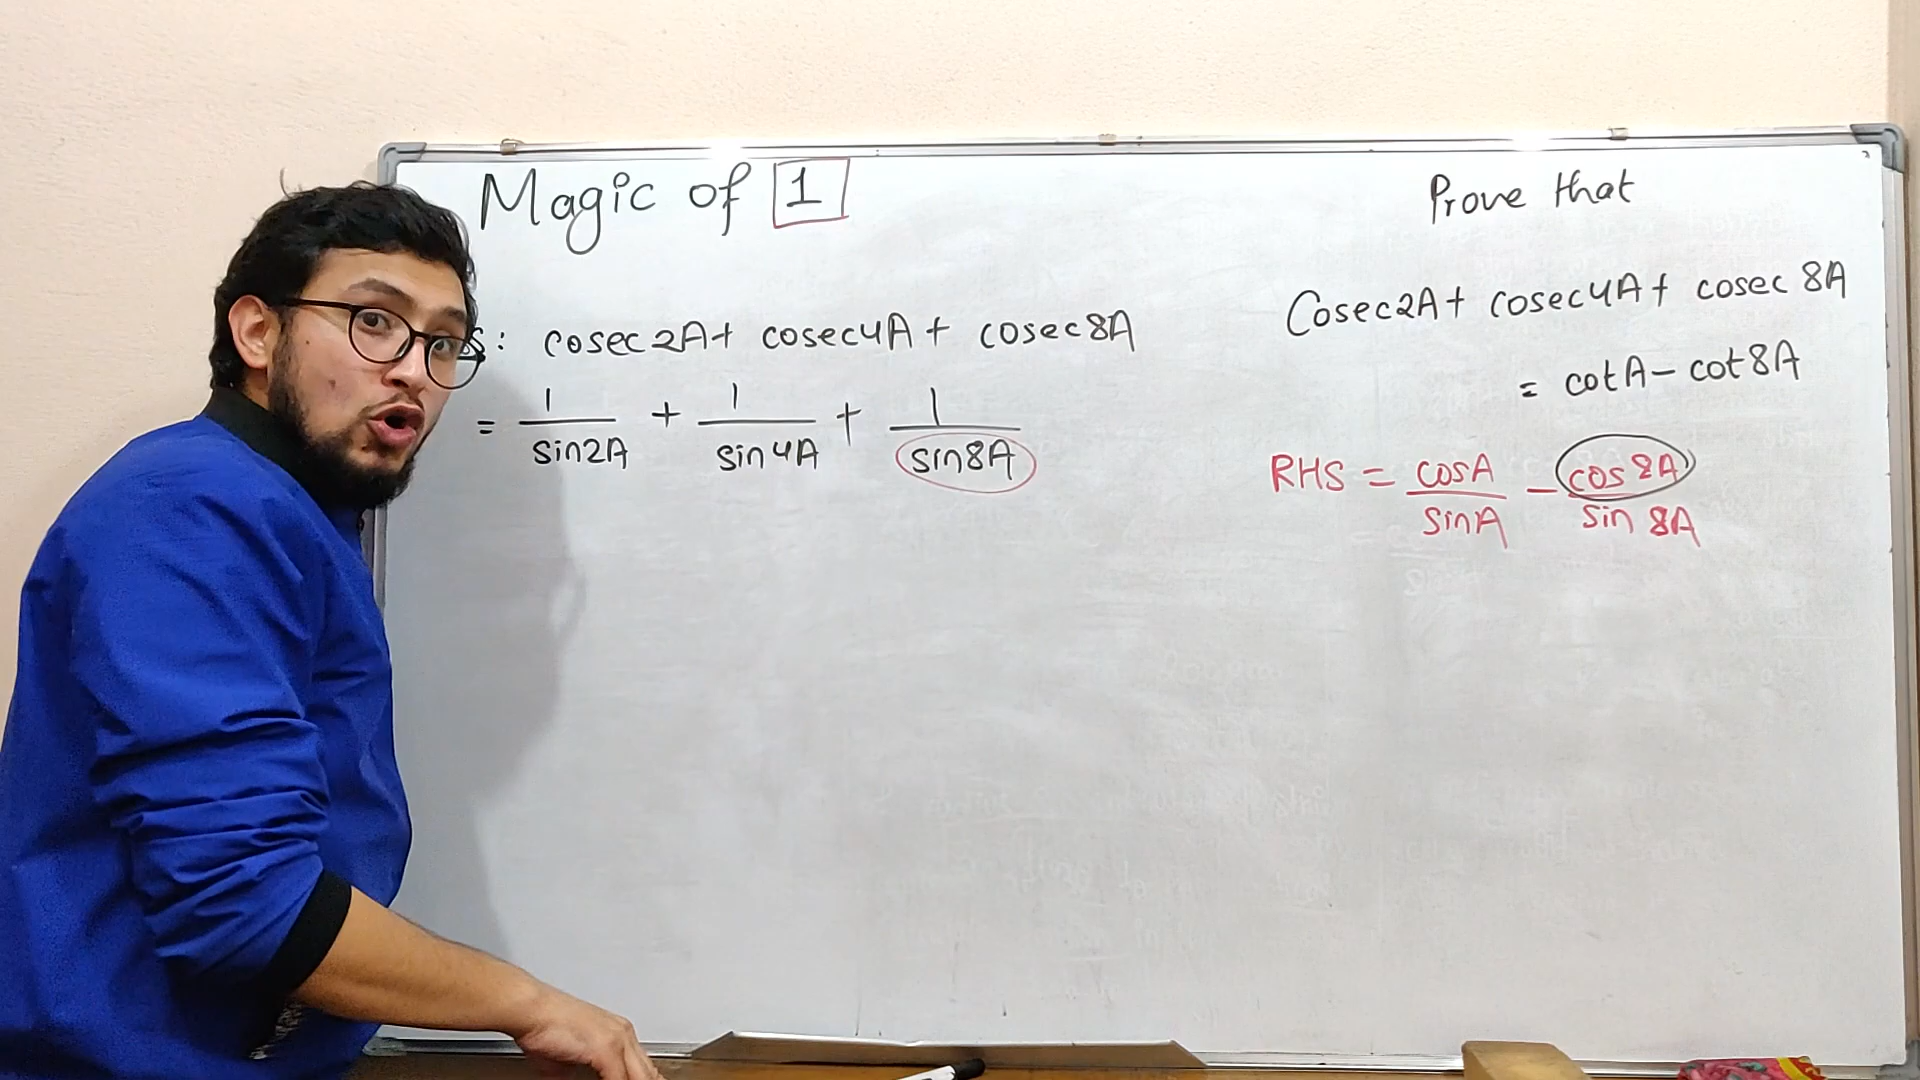 Magic of 1
S: cosec2A + cosec4A + cosec8A
= 1/sin2A + 1/sin4A + 1/sin8A
Prove that
Cosec2A + cosec4A + cosec 8A
= cotA - cot8A
RHS = cosA/sinA - cos8A/sin 8A